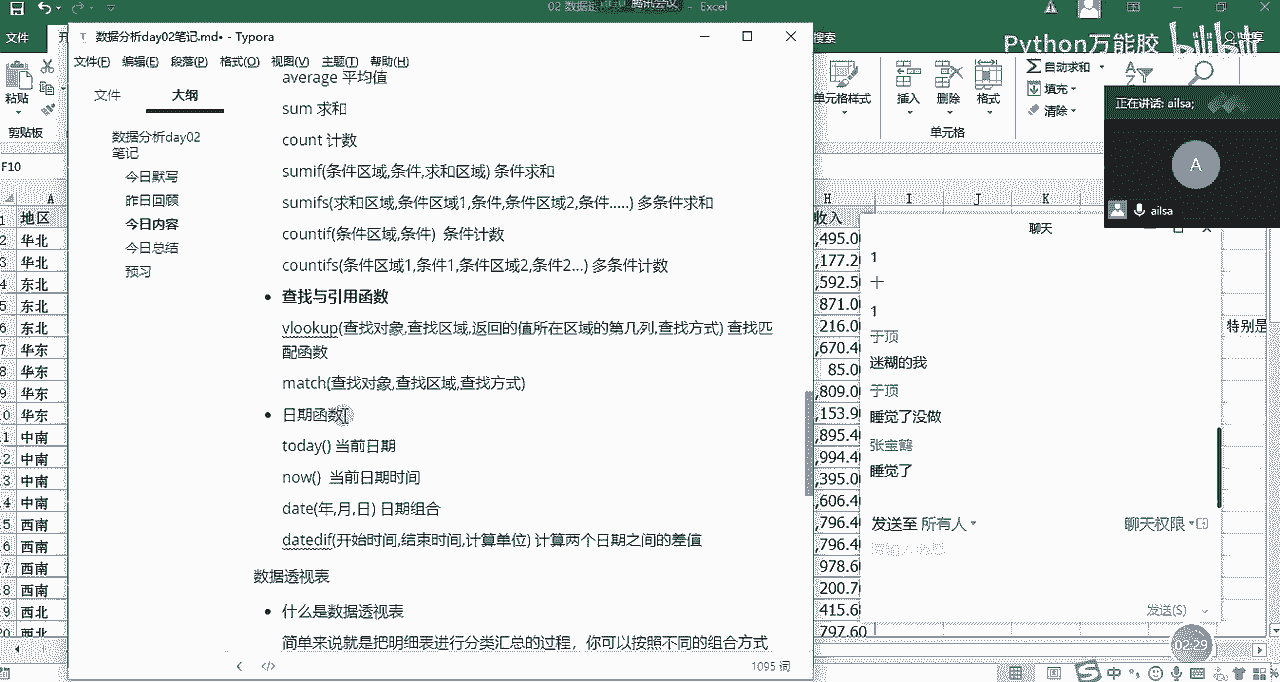 02 数据
腾讯会议
- Excel
文件
搜索
Python万能胶 bilibili
粘贴
剪贴板
单元格样式
插入
删除
格式
单元格
自动求和
填充
清除
F10
数据分析day02笔记.md• - Typora
文件(F) 编辑(E) 段落(P) 格式(O) 视图(V) 主题(T) 帮助(H)
文件
大纲
数据分析day02
笔记
今日默写
昨日回顾
今日内容
今日总结
预习
average 平均值
sum 求和
count 计数
sumif(条件区域,条件,求和区域) 条件求和
sumifs(求和区域,条件区域1,条件,条件区域2,条件.....) 多条件求和
countif(条件区域,条件) 条件计数
countifs(条件区域1,条件1,条件区域2,条件2...) 多条件计数
查找与引用函数
vlookup(查找对象,查找区域,返回的值所在区域的第几列,查找方式) 查找匹
配函数
match(查找对象,查找区域,查找方式)
日期函数
today() 当前日期
now() 当前日期时间
date(年,月,日) 日期组合
datedif(开始时间,结束时间,计算单位) 计算两个日期之间的差值
数据透视表
什么是数据透视表
简单来说就是把明细表进行分类汇总的过程，你可以按照不同的组合方式
1095 词
A
1 地区
2 华北
3 华北
4 东北
5 东北
6 东北
7 华东
8 华东
9 华东
0 华东
1 中南
2 中南
3 中南
4 中南
5 西南
6 西南
7 西南
8 西南
9 西北
20 西北
H I J K
收入
,495.00
,177.20
,592.50
,871.00
,216.00
,670.40
85.00
,809.00
,153.90
,895.40
,994.40
,395.00
,606.40
,796.40
,796.40
,978.60
,200.70
,415.60
,797.60
特别是
正在讲话: ailsa;
A
ailsa
聊天
1
十
1
于顶
迷糊的我
于顶
睡觉了没做
张宝鹤
睡觉了
发送至 所有人
聊天权限
发送(S)
02:29
中